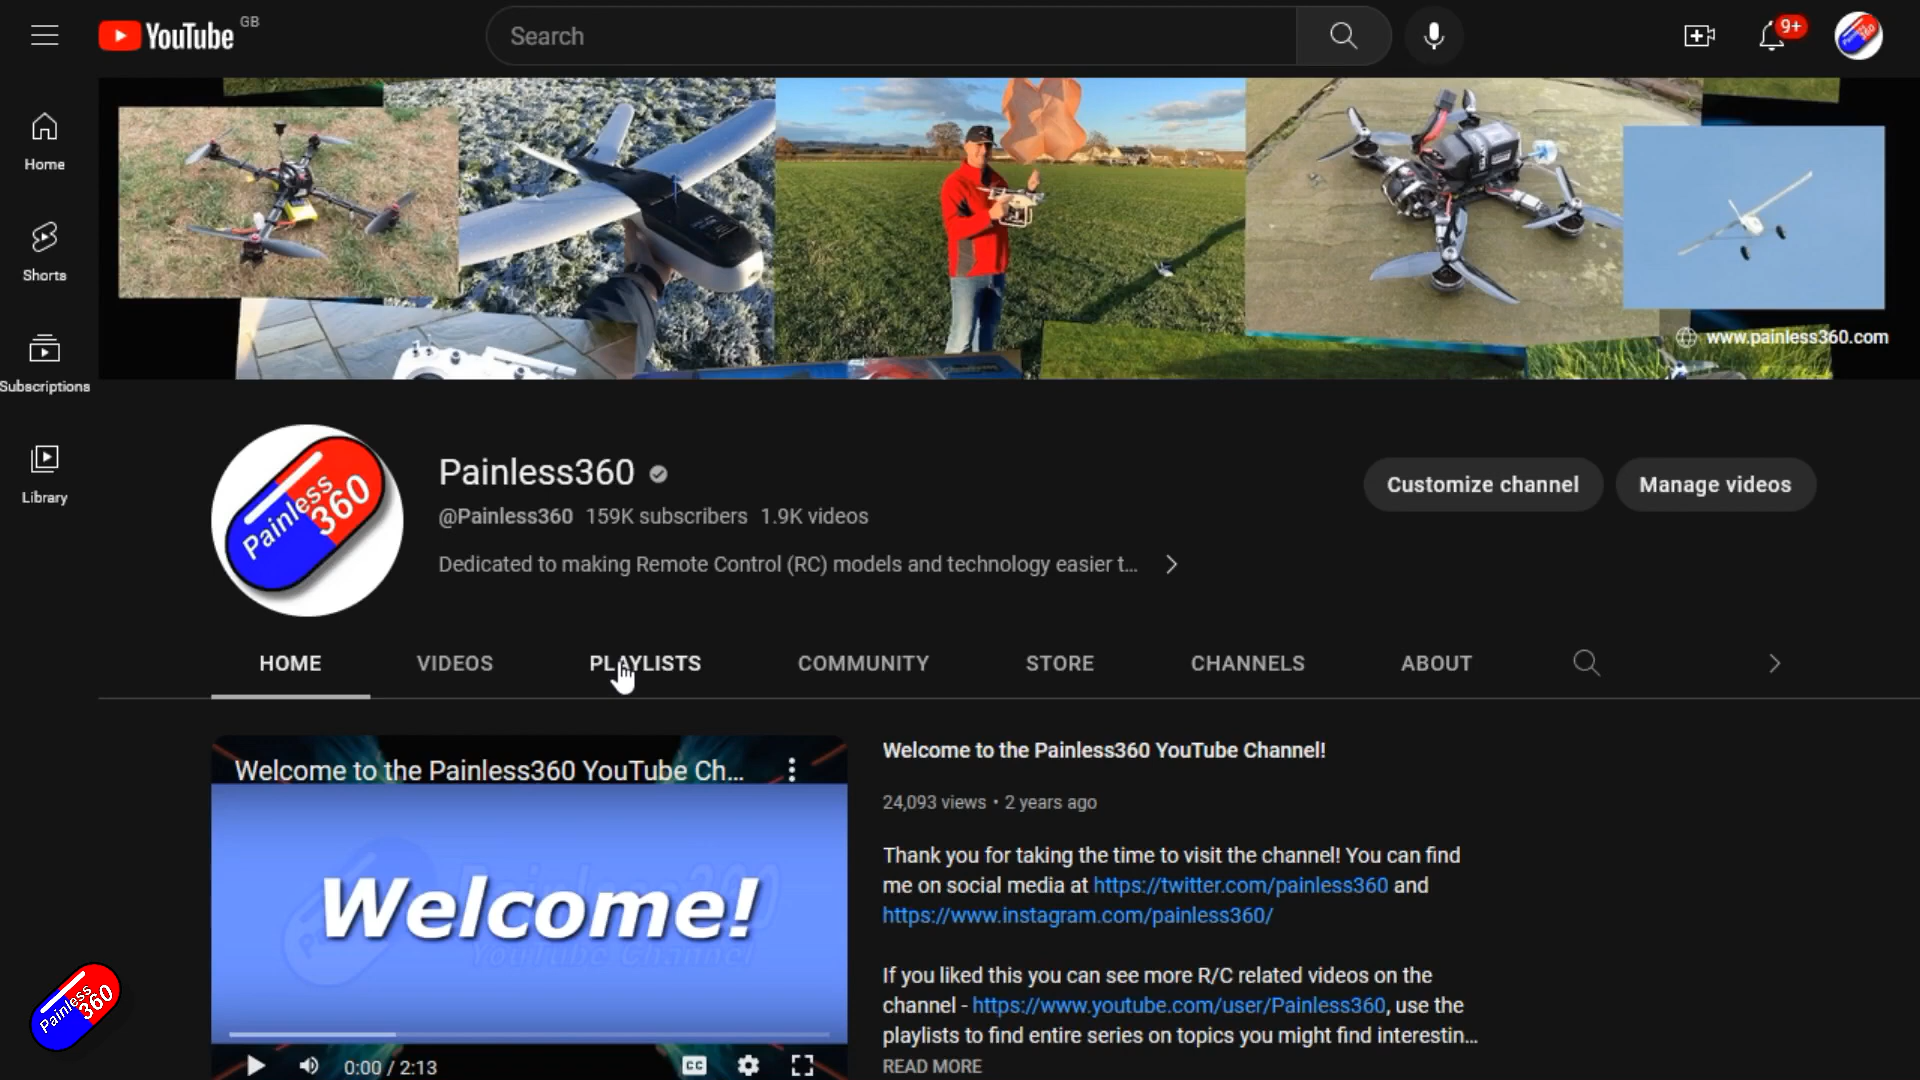 YouTube GB
Search
9+
Home
Shorts
Subscriptions
Library
www.painless360.com
Painless 360
Painless360
@Painless360 159K subscribers 1.9K videos
Dedicated to making Remote Control (RC) models and technology easier t...
Customize channel
Manage videos
HOME VIDEOS PLAYLISTS COMMUNITY STORE CHANNELS ABOUT
Welcome to the Painless360 YouTube Ch...
Welcome!
YouTube Channel
0:00 / 2:13
CC
Welcome to the Painless360 YouTube Channel!
24,093 views • 2 years ago
Thank you for taking the time to visit the channel! You can find
me on social media at https://twitter.com/painless360 and
https://www.instagram.com/painless360/
If you liked this you can see more R/C related videos on the
channel - https://www.youtube.com/user/Painless360, use the
playlists to find entire series on topics you might find interestin...
READ MORE
Painless 360